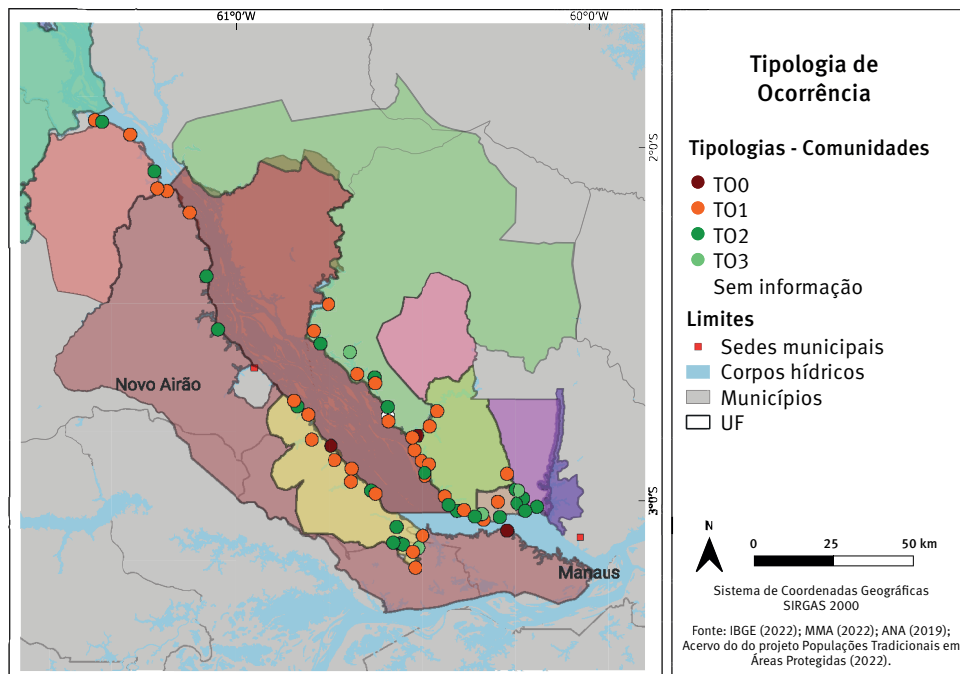 61°0'W
60°0'W
2°0'S
3°0'S
Novo Airão
Manaus
Tipologia de
Ocorrência
Tipologias - Comunidades
TO0
TO1
TO2
TO3
Sem informação
Limites
Sedes municipais
Corpos hídricos
Municípios
UF
N
0 25 50 km
Sistema de Coordenadas Geográficas
SIRGAS 2000
Fonte: IBGE (2022); MMA (2022); ANA (2019);
Acervo do do projeto Populações Tradicionais em
Áreas Protegidas (2022).